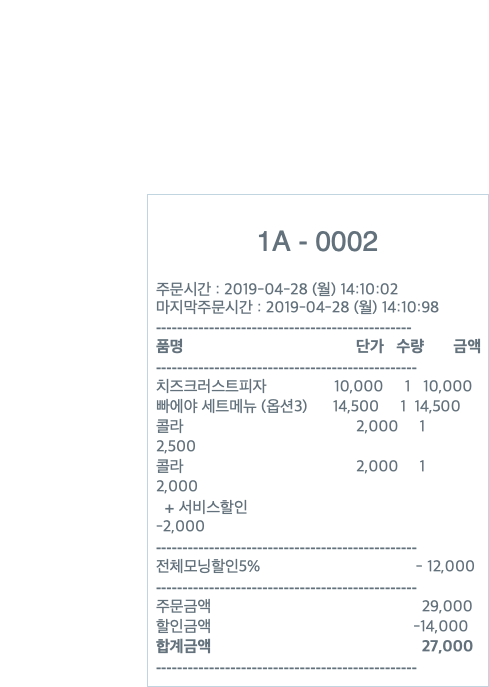 1A - 0002
주문시간 : 2019-04-28 (월) 14:10:02
마지막주문시간 : 2019-04-28 (월) 14:10:98
-------------------------------------------------
품명 단가 수량 금액
--------------------------------------------------
치즈크러스트피자 10,000 1 10,000
빠에야 세트메뉴 (옵션3) 14,500 1 14,500
콜라 2,000 1
2,500
콜라 2,000 1
2,000
+ 서비스할인
-2,000
--------------------------------------------------
전체모닝할인5% - 12,000
--------------------------------------------------
주문금액 29,000
할인금액 -14,000
합계금액 27,000
--------------------------------------------------